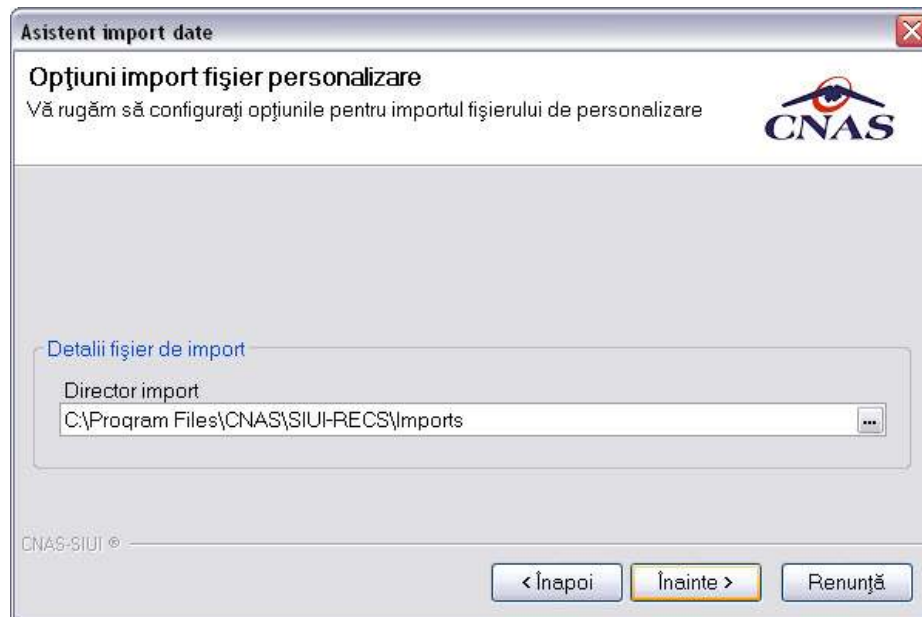 Asistent import date
Opţiuni import fişier personalizare
Vă rugăm să configuraţi opţiunile pentru importul fişierului de personalizare
CNAS
Detalii fişier de import
Director import
C:\Program Files\CNAS\SIUI-RECS\Imports
...
CNAS-SIUI ®
< Înapoi
Înainte >
Renunţă